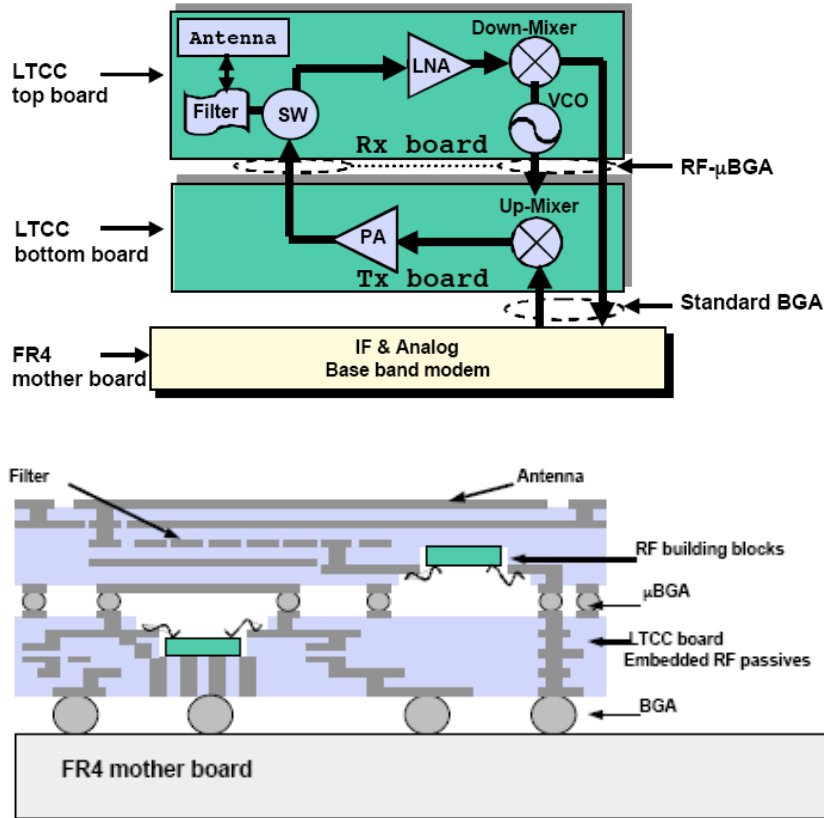 Down-Mixer
Antenna
LTCC
top board
LNA
VCO
Filter
SW
Rx board
RF-μBGA
Up-Mixer
LTCC
bottom board
PA
Tx board
Standard BGA
FR4
mother board
IF & Analog
Base band modem
Filter
Antenna
RF building blocks
μBGA
LTCC board
Embedded RF passives
BGA
FR4 mother board